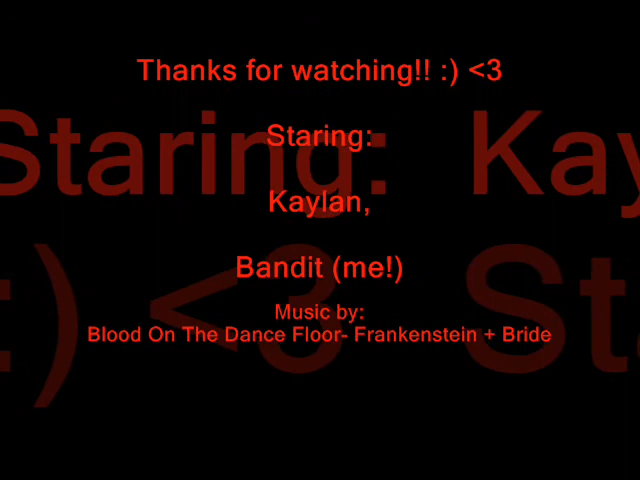 Thanks for watching!! :) <3
Staring:
Kaylan,
Bandit (me!)
Music by:
Blood On The Dance Floor- Frankenstein + Bride
Staring: Kay
:) <3 Sta